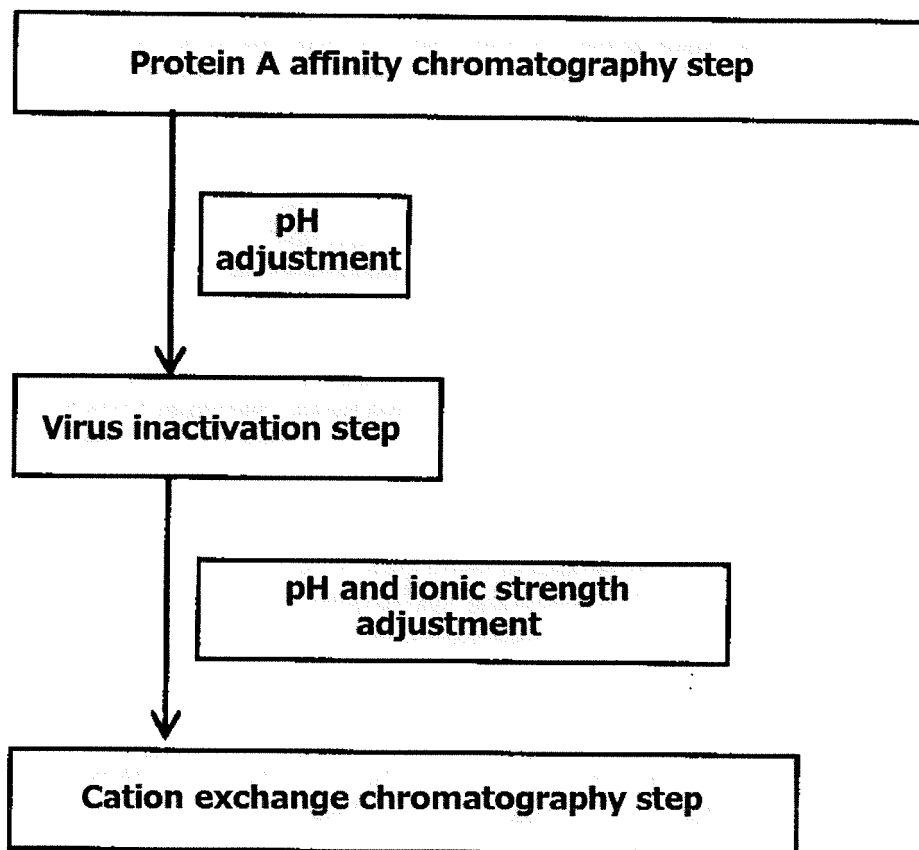 Protein A affinity chromatography step
pH
adjustment
Virus inactivation step
pH and ionic strength
adjustment
Cation exchange chromatography step